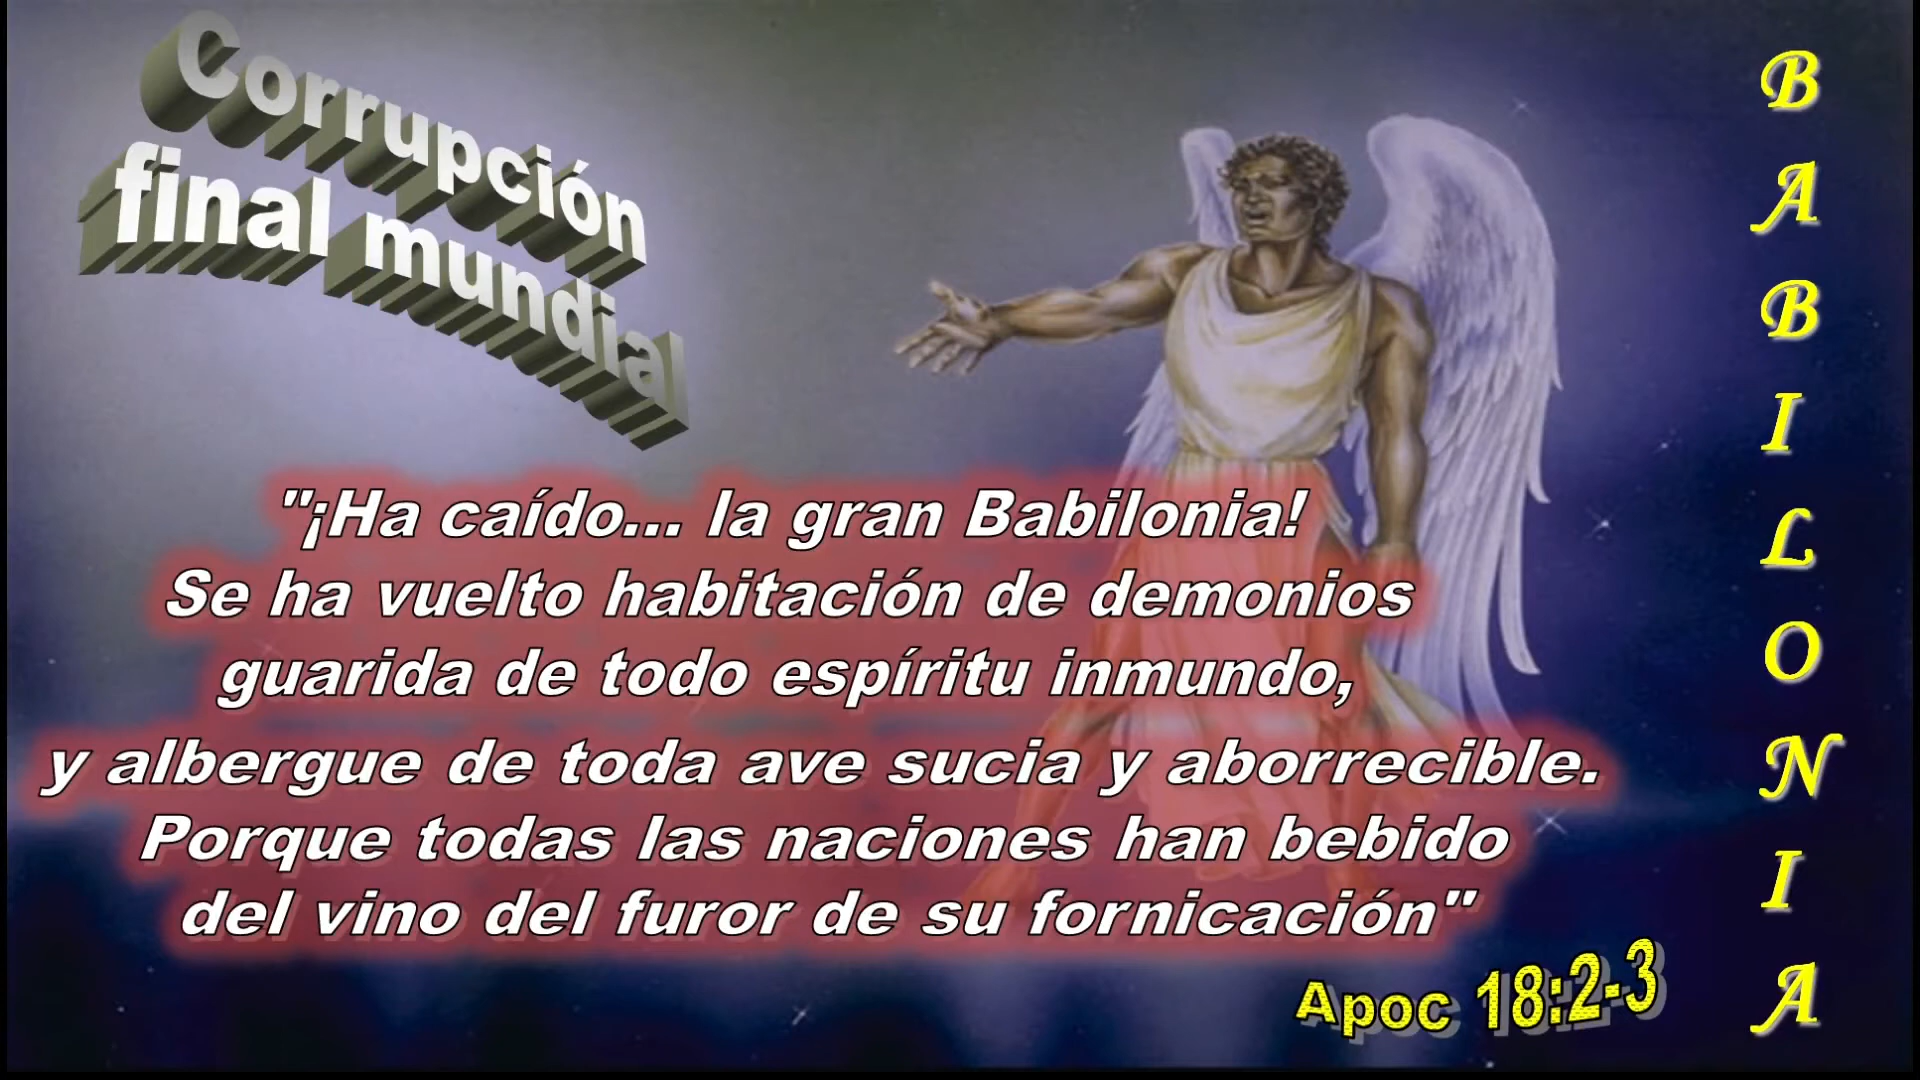 Corrupción
final mundial
"¡Ha caído... la gran Babilonia!
Se ha vuelto habitación de demonios
guarida de todo espíritu inmundo,
y albergue de toda ave sucia y aborrecible.
Porque todas las naciones han bebido
del vino del furor de su fornicación"
Apoc 18:2-3
BABILONIA